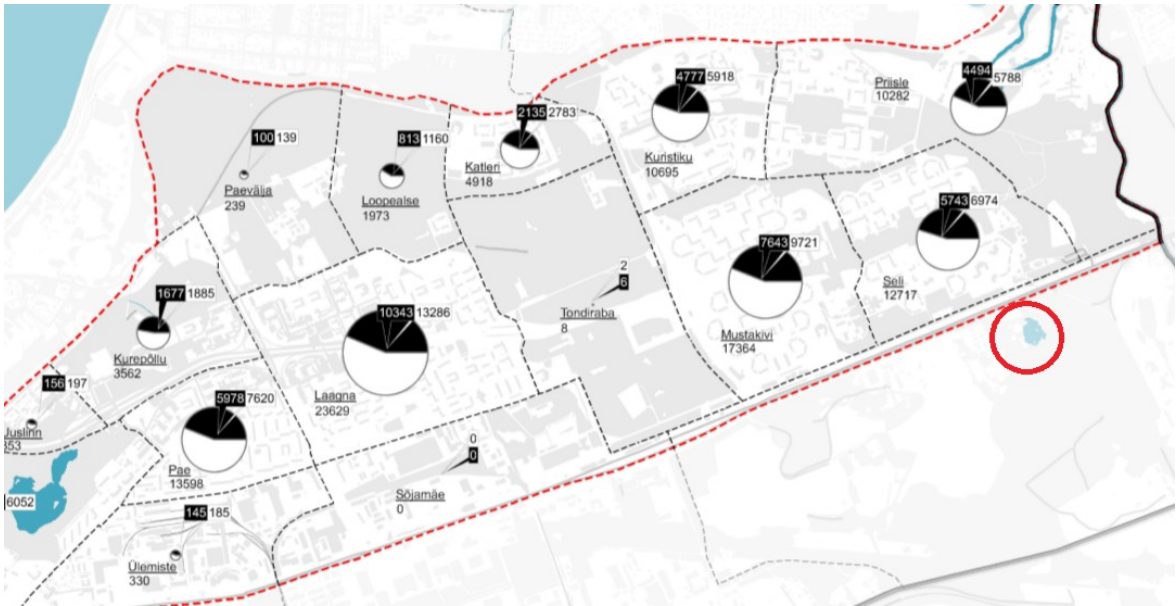 4777 5918
Kuristiku
10695
4494 5788
Priisle
10282
100 139
Paevälja
239
813 1160
Loopealse
1973
2135 2783
Katleri
4918
5743 6974
Seli
12717
7643 9721
Mustakivi
17364
2
6
Tondiraba
8
1677 1885
Kurepõllu
3562
10343 13286
Laagna
23629
156 197
Juslinn
353
5978 7620
Pae
13598
0
0
Sõjamäe
0
6052
145 185
Ülemiste
330